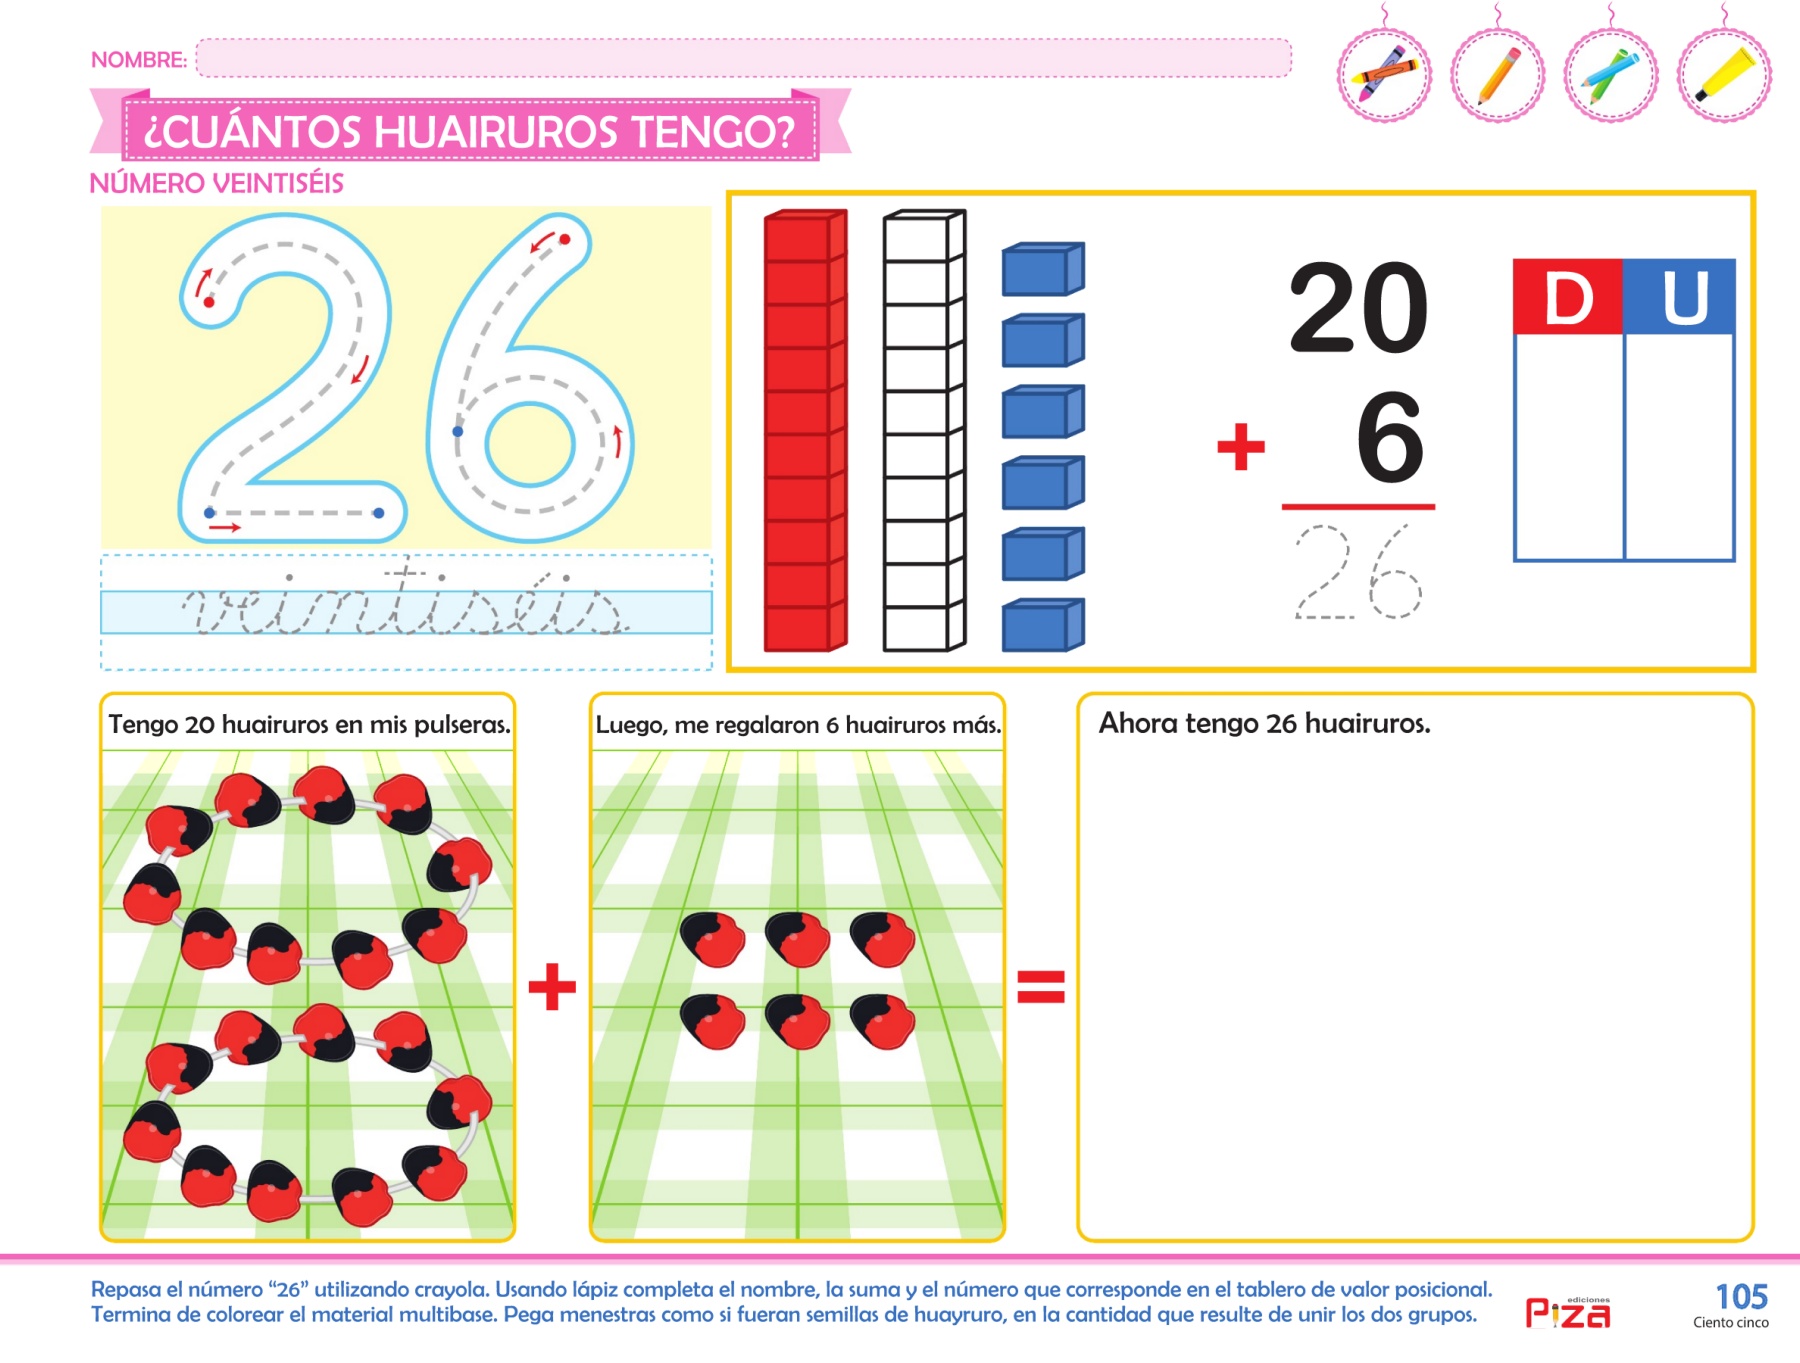 NOMBRE:
¿CUÁNTOS HUAIRUROS TENGO?
NÚMERO VEINTISÉIS
26
veintiséis
20
+ 6
26
D U
Tengo 20 huairuros en mis pulseras.
+
Luego, me regalaron 6 huairuros más.
=
Ahora tengo 26 huairuros.
Repasa el número “26” utilizando crayola. Usando lápiz completa el nombre, la suma y el número que corresponde en el tablero de valor posicional.
Termina de colorear el material multibase. Pega menestras como si fueran semillas de huayruro, en la cantidad que resulte de unir los dos grupos.
ediciones
Piza
105
Ciento cinco